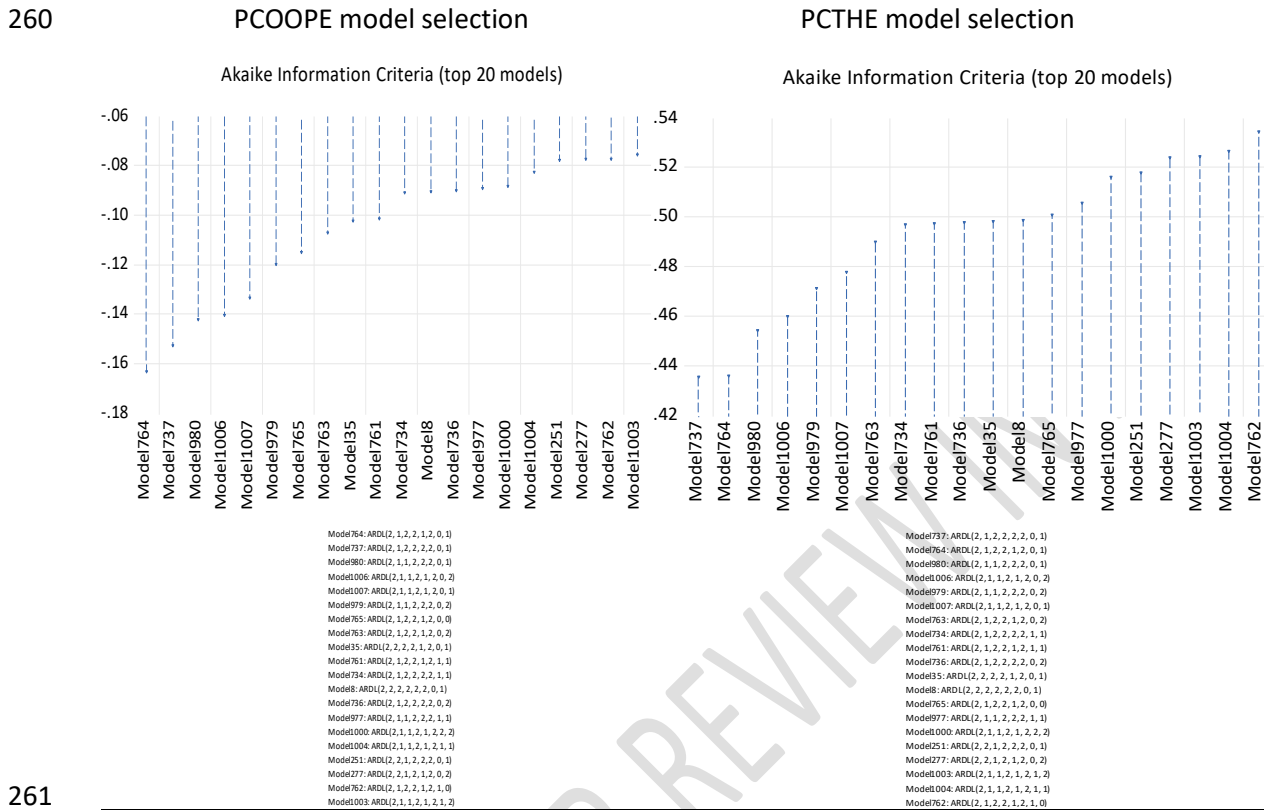 260 PCOOPE model selection PCTHE model selection
Akaike Information Criteria (top 20 models)
-.06
-.08
-.10
-.12
-.14
-.16
-.18
Model764
Model737
Model980
Model1006
Model1007
Model979
Model765
Model763
Model35
Model761
Model734
Model8
Model736
Model977
Model1000
Model1004
Model251
Model277
Model762
Model1003
Model764: ARDL(2, 1, 2, 2, 1, 2, 0, 1)
Model737: ARDL(2, 1, 2, 2, 2, 2, 0, 1)
Model980: ARDL(2, 1, 1, 2, 2, 2, 0, 1)
Model1006: ARDL(2, 1, 1, 2, 1, 2, 0, 2)
Model1007: ARDL(2, 1, 1, 2, 1, 2, 0, 1)
Model979: ARDL(2, 1, 1, 2, 2, 2, 0, 2)
Model765: ARDL(2, 1, 2, 2, 1, 2, 0, 0)
Model763: ARDL(2, 1, 2, 2, 1, 2, 0, 2)
Model35: ARDL(2, 2, 2, 2, 1, 2, 0, 1)
Model761: ARDL(2, 1, 2, 2, 1, 2, 1, 1)
Model734: ARDL(2, 1, 2, 2, 2, 2, 1, 1)
Model8: ARDL(2, 2, 2, 2, 2, 2, 0, 1)
Model736: ARDL(2, 1, 2, 2, 2, 2, 0, 2)
Model977: ARDL(2, 1, 1, 2, 2, 2, 1, 1)
Model1000: ARDL(2, 1, 1, 2, 1, 2, 2, 2)
Model1004: ARDL(2, 1, 1, 2, 1, 2, 1, 1)
Model251: ARDL(2, 2, 1, 2, 2, 2, 0, 1)
Model277: ARDL(2, 2, 1, 2, 1, 2, 0, 2)
Model762: ARDL(2, 1, 2, 2, 1, 2, 1, 0)
Model1003: ARDL(2, 1, 1, 2, 1, 2, 1, 2)
Akaike Information Criteria (top 20 models)
.54
.52
.50
.48
.46
.44
.42
Model737
Model764
Model980
Model1006
Model979
Model1007
Model763
Model734
Model761
Model736
Model35
Model8
Model765
Model977
Model1000
Model251
Model277
Model1003
Model1004
Model762
Model737: ARDL(2, 1, 2, 2, 2, 2, 0, 1)
Model764: ARDL(2, 1, 2, 2, 1, 2, 0, 1)
Model980: ARDL(2, 1, 1, 2, 2, 2, 0, 1)
Model1006: ARDL(2, 1, 1, 2, 1, 2, 0, 2)
Model979: ARDL(2, 1, 1, 2, 2, 2, 0, 2)
Model1007: ARDL(2, 1, 1, 2, 1, 2, 0, 1)
Model763: ARDL(2, 1, 2, 2, 1, 2, 0, 2)
Model734: ARDL(2, 1, 2, 2, 2, 2, 1, 1)
Model761: ARDL(2, 1, 2, 2, 1, 2, 1, 1)
Model736: ARDL(2, 1, 2, 2, 2, 2, 0, 2)
Model35: ARDL(2, 2, 2, 2, 1, 2, 0, 1)
Model8: ARDL(2, 2, 2, 2, 2, 2, 0, 1)
Model765: ARDL(2, 1, 2, 2, 1, 2, 0, 0)
Model977: ARDL(2, 1, 1, 2, 2, 2, 1, 1)
Model1000: ARDL(2, 1, 1, 2, 1, 2, 2, 2)
Model251: ARDL(2, 2, 1, 2, 2, 2, 0, 1)
Model277: ARDL(2, 2, 1, 2, 1, 2, 0, 2)
Model1003: ARDL(2, 1, 1, 2, 1, 2, 1, 2)
Model1004: ARDL(2, 1, 1, 2, 1, 2, 1, 1)
Model762: ARDL(2, 1, 2, 2, 1, 2, 1, 0)
261
REVIEW IN